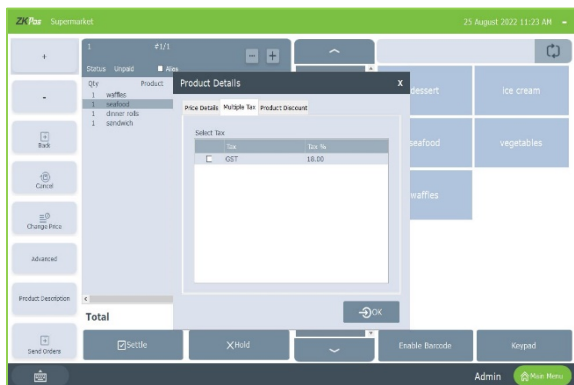 ZKPos Supermarket 25 August 2022 11:23 AM
+
1 #1/1
Status Unpaid Alex
Qty Product
1 waffles
1 seafood
1 dinner rolls
1 sandwich
-
Back
Cancel
Change Price
Advanced
Product Description
Send Orders
Product Details X
Price Details Multiple Tax Product Discount
Select Tax
Tax Tax %
GST 18.00
OK
dessert ice cream
seafood vegetables
waffles
Total
Settle Hold Enable Barcode Keypad
Admin Main Menu